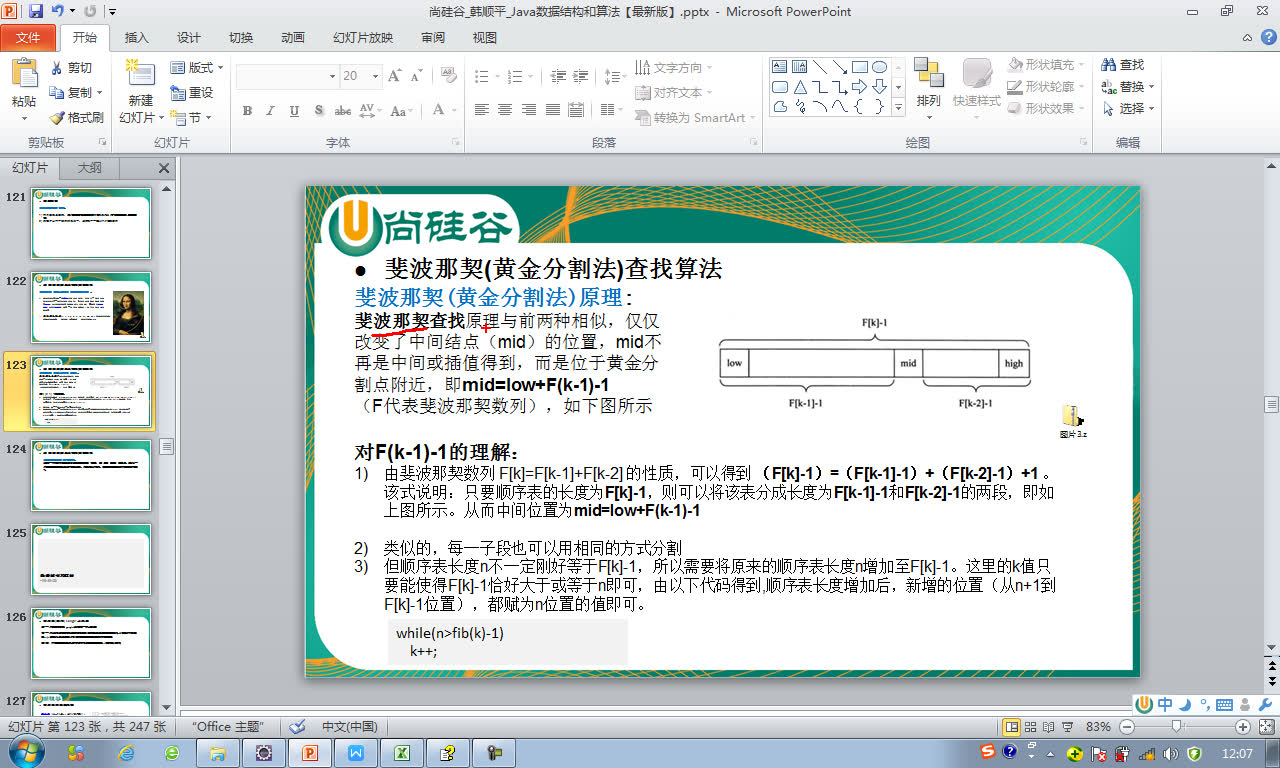 尚硅谷_韩顺平_Java数据结构和算法【最新版】.pptx - Microsoft PowerPoint
文件 开始 插入 设计 切换 动画 幻灯片放映 审阅 视图
粘贴 剪切 复制 格式刷
新建 幻灯片 版式 重设 节
20
B I U S abc AV Aa A
文字方向 对齐文本 转换为 SmartArt
排列 快速样式 形状填充 形状轮廓 形状效果
查找 替换 选择
剪贴板 幻灯片 字体 段落 绘图 编辑
幻灯片 大纲
121
122
123
124
125
126
127
尚硅谷
● 斐波那契(黄金分割法)查找算法
斐波那契(黄金分割法)原理:
斐波那契查找原理与前两种相似，仅仅
改变了中间结点（mid）的位置，mid不
再是中间或插值得到，而是位于黄金分
割点附近，即mid=low+F(k-1)-1
（F代表斐波那契数列），如下图所示
F[k]-1
low mid high
F[k-1]-1 F[k-2]-1
图片3.z
对F(k-1)-1的理解：
1) 由斐波那契数列 F[k]=F[k-1]+F[k-2] 的性质，可以得到 （F[k]-1）=（F[k-1]-1）+（F[k-2]-1）+1 。
该式说明：只要顺序表的长度为F[k]-1，则可以将该表分成长度为F[k-1]-1和F[k-2]-1的两段，即如
上图所示。从而中间位置为mid=low+F(k-1)-1
2) 类似的，每一子段也可以用相同的方式分割
3) 但顺序表长度n不一定刚好等于F[k]-1，所以需要将原来的顺序表长度n增加至F[k]-1。这里的k值只
要能使得F[k]-1恰好大于或等于n即可，由以下代码得到,顺序表长度增加后，新增的位置（从n+1到
F[k]-1位置），都赋为n位置的值即可。
while(n>fib(k)-1)
k++;
幻灯片 第 123 张，共 247 张 "Office 主题" 中文(中国) 83%
中
12:07